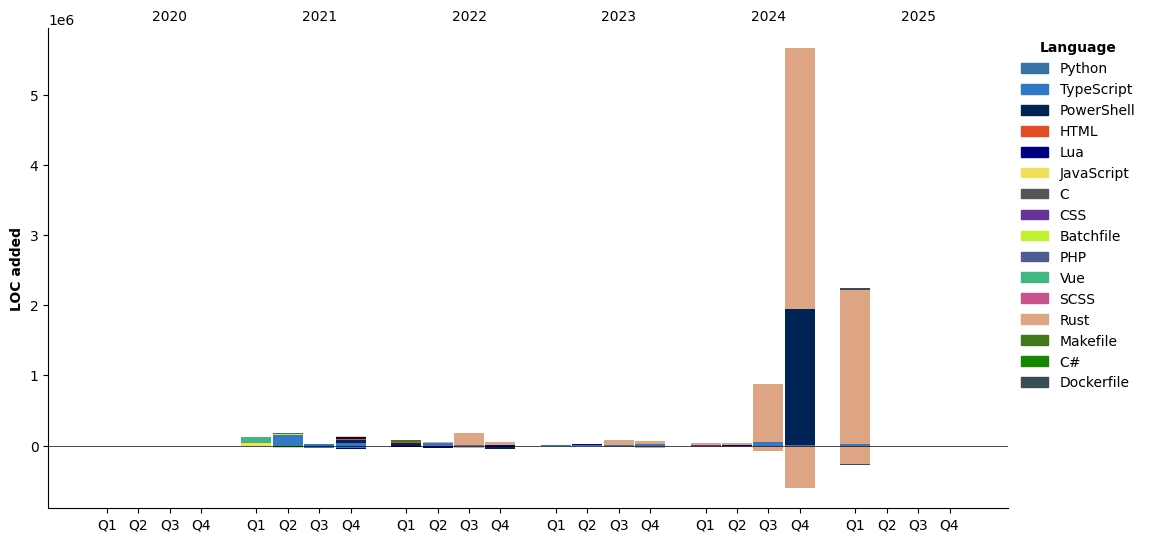 1e6
2020 2021 2022 2023 2024 2025
LOC added
5
4
3
2
1
0
Q1 Q2 Q3 Q4 Q1 Q2 Q3 Q4 Q1 Q2 Q3 Q4 Q1 Q2 Q3 Q4 Q1 Q2 Q3 Q4 Q1 Q2 Q3 Q4
Language
Python
TypeScript
PowerShell
HTML
Lua
JavaScript
C
CSS
Batchfile
PHP
Vue
SCSS
Rust
Makefile
C#
Dockerfile